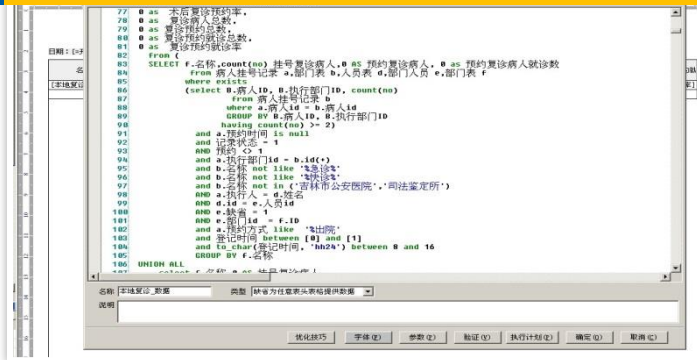 77 0 as 术后复诊预约率,
78 0 as 复诊病人总数,
79 0 as 复诊预约总数,
80 0 as 复诊预约就诊总数,
81 0 as 复诊预约就诊率
82 from (
83 SELECT f.名称,count(no) 挂号复诊病人,0 AS 预约复诊病人, 0 as 预约复诊病人就诊数
84 from 病人挂号记录 a,部门表 b,人员表 d,部门人员 e,部门表 f
85 where exists
86 (select B.病人ID, B.执行部门ID, count(no)
87 from 病人挂号记录 b
88 where a.病人id = b.病人id
89 GROUP BY B.病人ID, B.执行部门ID
90 having count(no) >= 2)
91 and a.预约时间 is null
92 and 记录状态 = 1
93 AND 预约 <> 1
94 and a.执行部门id = b.id(+)
95 and b.名称 not like '%急诊%'
96 and b.名称 not like '%快诊%'
97 and b.名称 not in ('吉林市公安医院','司法鉴定所')
98 AND a.执行人 = d.姓名
99 AND d.id = e.人员id
100 AND e.缺省 = 1
101 AND e.部门id = f.ID
102 and a.预约方式 like '%出院'
103 and 登记时间 between [0] and [1]
104 and to_char(登记时间, 'hh24') between 8 and 16
105 GROUP BY f.名称
106 UNION ALL
日期：[=开
名
[本地复诊
名称 本地复诊_数据 类型 缺省为任意表头表格提供数据
说明
优化技巧 字体(Z) 参数(Z) 验证(V) 执行计划(P) 确定(O) 取消(C)